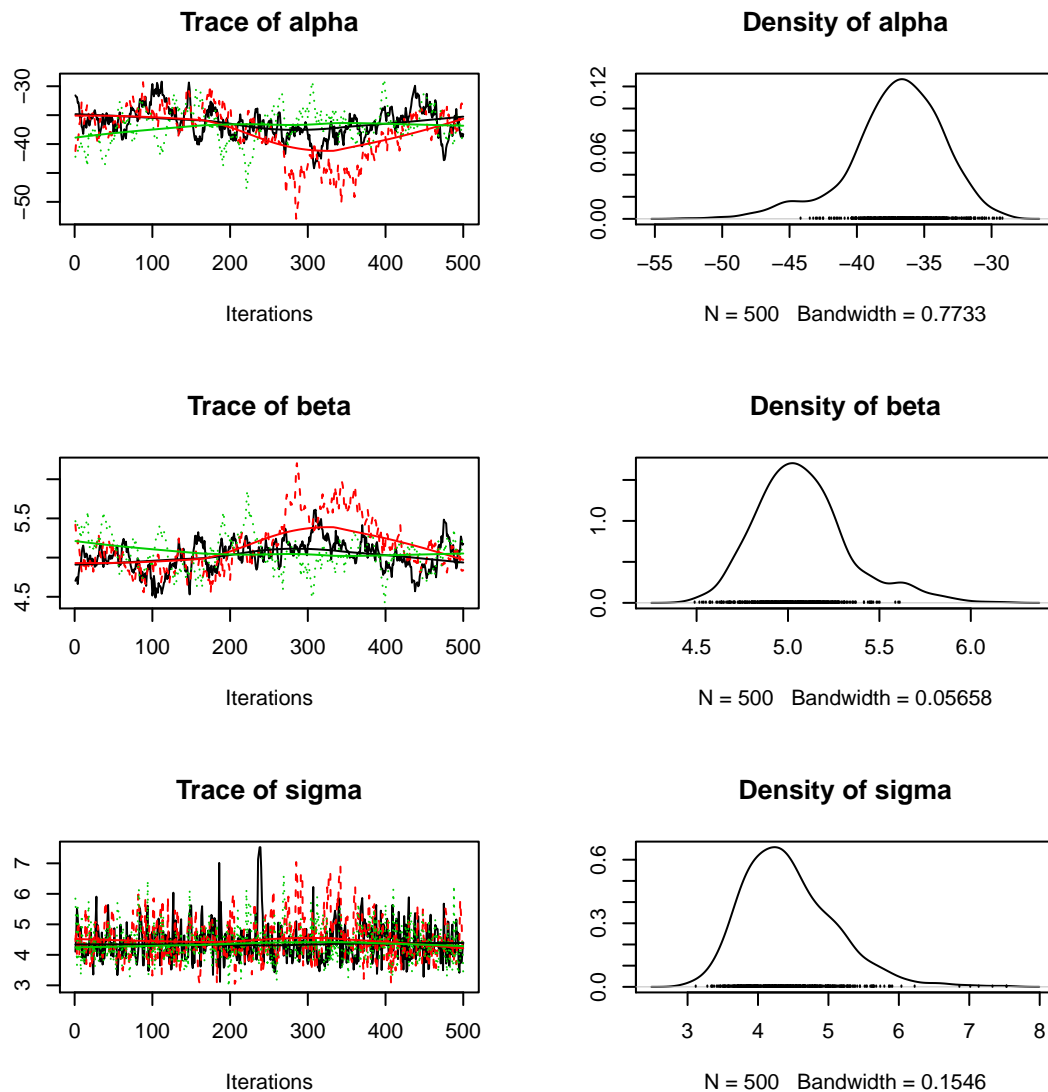 Trace of alpha
−30
−40
−50
0 100 200 300 400 500
Iterations
Density of alpha
0.12
0.06
0.00
−55 −50 −45 −40 −35 −30
N = 500 Bandwidth = 0.7733
Trace of beta
5.5
4.5
0 100 200 300 400 500
Iterations
Density of beta
1.0
0.0
4.5 5.0 5.5 6.0
N = 500 Bandwidth = 0.05658
Trace of sigma
7
6
5
4
3
0 100 200 300 400 500
Iterations
Density of sigma
0.6
0.3
0.0
3 4 5 6 7 8
N = 500 Bandwidth = 0.1546